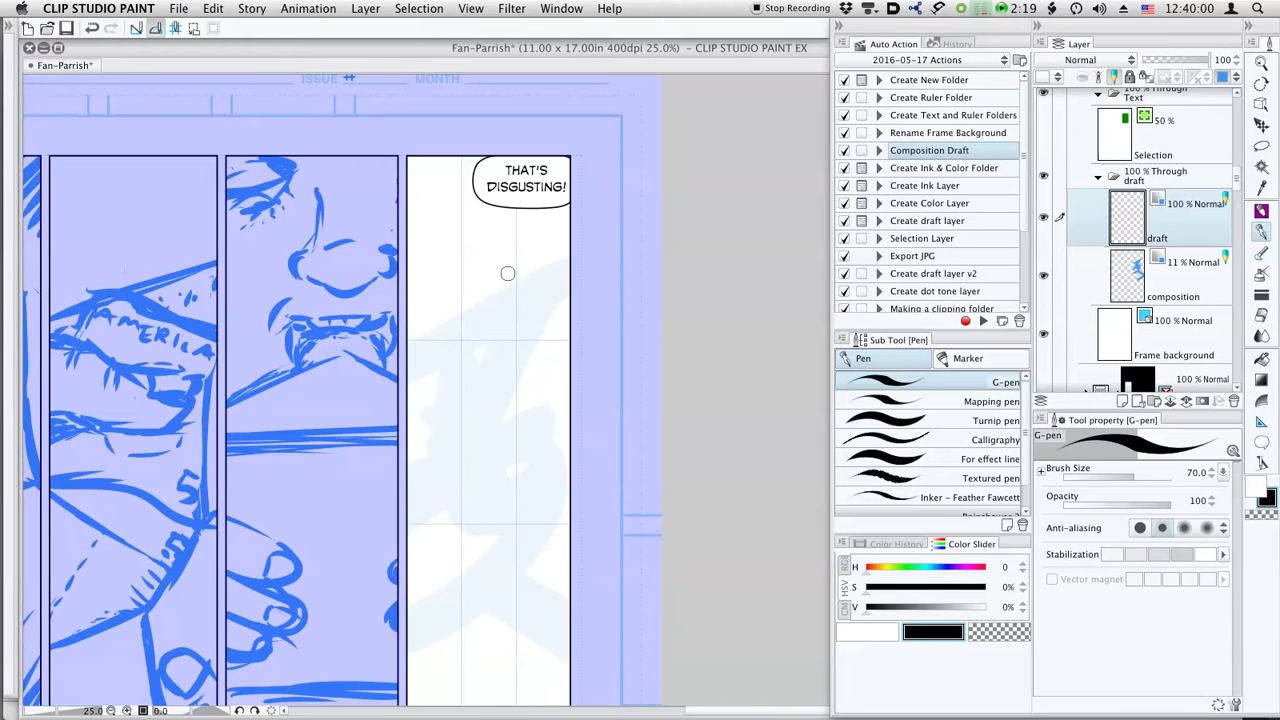 CLIP STUDIO PAINT File Edit Story Animation Layer Selection View Filter Window Help Stop Recording 2:19 12:40:00
Fan-Parrish* (11.00 x 17.00in 400dpi 25.0%) - CLIP STUDIO PAINT EX
Fan-Parrish*
ISSUE MONTH
THAT'S
DISGUSTING!
25.0 0.0
Auto Action History
2016-05-17 Actions
Create New Folder
Create Ruler Folder
Create Text and Ruler Folders
Rename Frame Background
Composition Draft
Create Ink & Color Folder
Create Ink Layer
Create Color Layer
Create draft layer
Selection Layer
Export JPG
Create draft layer v2
Create dot tone layer
Making a clipping folder
Sub Tool [Pen]
Pen Marker
G-pen
Mapping pen
Turnip pen
Calligraphy
For effect line
Textured pen
Inker - Feather Fawcett
Color History Color Slider
RGB
HSV
CM
H 0
S 0%
V 0%
Layer
Normal 100
100 % Through
Text
50 %
Selection
100 % Through
draft
100 % Normal
draft
11 % Normal
composition
100 % Normal
Frame background
100 % Normal
Tool property [G-pen]
G-pen
Brush Size 70.0
Opacity 100
Anti-aliasing
Stabilization
Vector magnet